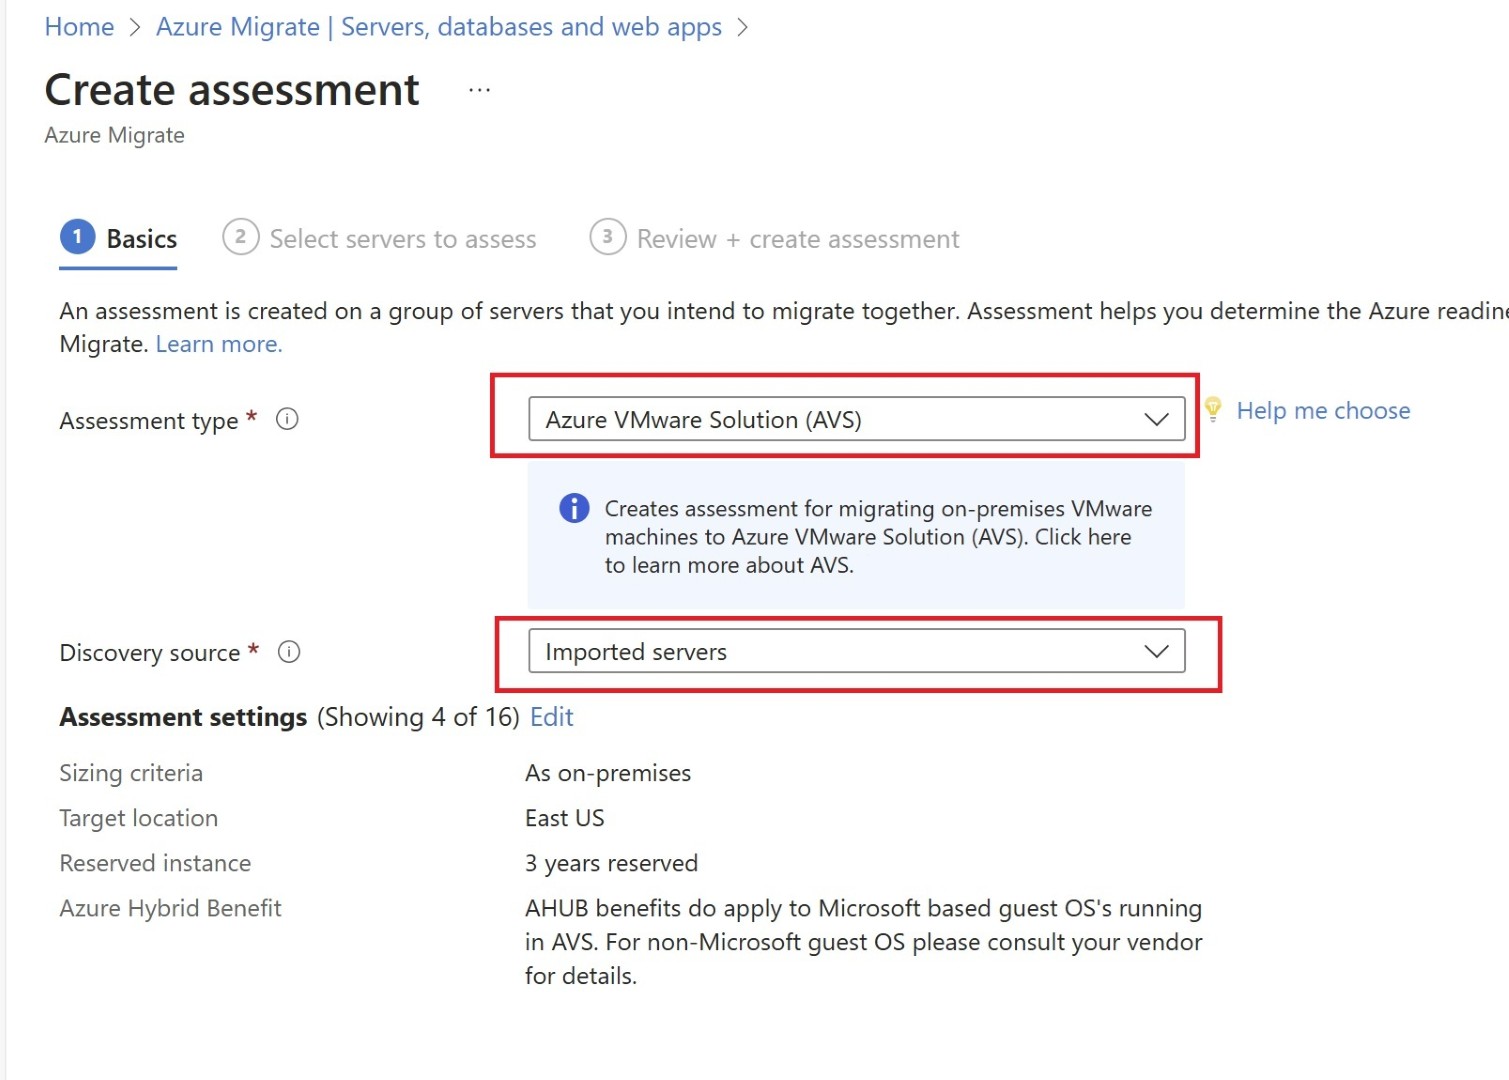 Home > Azure Migrate | Servers, databases and web apps >
Create assessment ...
Azure Migrate
1 Basics 2 Select servers to assess 3 Review + create assessment
An assessment is created on a group of servers that you intend to migrate together. Assessment helps you determine the Azure
Migrate. Learn more.
Assessment type * Azure VMware Solution (AVS) Help me choose
Creates assessment for migrating on-premises VMware
machines to Azure VMware Solution (AVS). Click here
to learn more about AVS.
Discovery source * Imported servers
Assessment settings (Showing 4 of 16) Edit
Sizing criteria As on-premises
Target location East US
Reserved instance 3 years reserved
Azure Hybrid Benefit AHUB benefits do apply to Microsoft based guest OS's running
in AVS. For non-Microsoft guest OS please consult your vendor
for details.